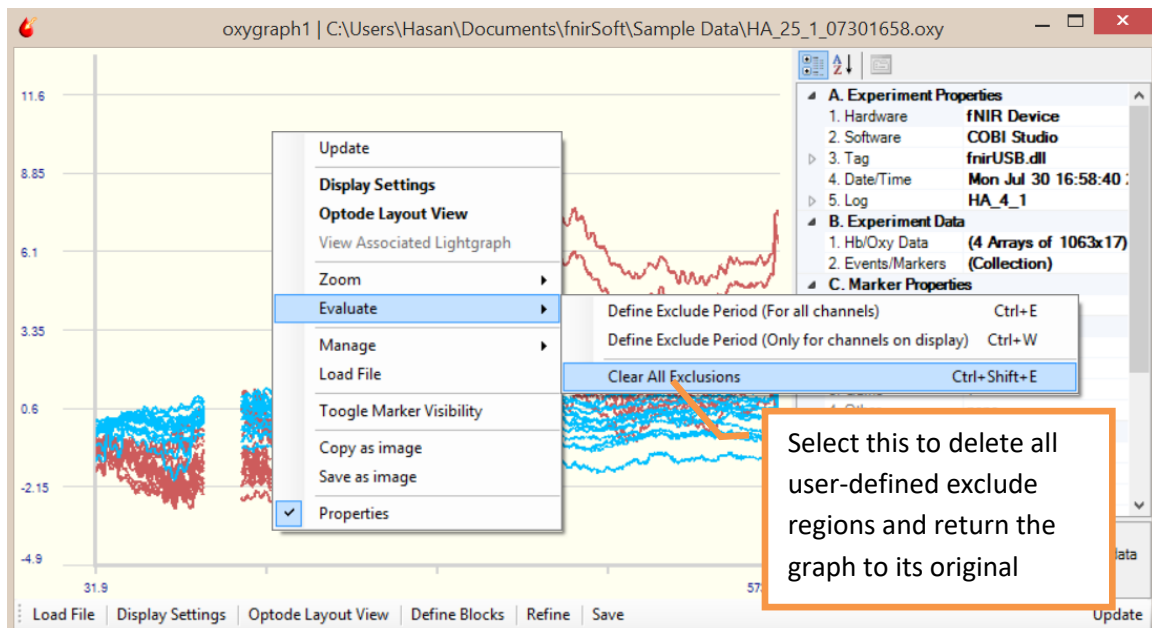 oxygraph1 | C:\Users\Hasan\Documents\fnirSoft\Sample Data\HA_25_1_07301658.oxy
11.6
8.85
6.1
3.35
0.6
-2.15
-4.9
31.9
57
Update
Display Settings
Optode Layout View
View Associated Lightgraph
Zoom
Evaluate
Manage
Load File
Toogle Marker Visibility
Copy as image
Save as image
Properties
Define Exclude Period (For all channels) Ctrl+E
Define Exclude Period (Only for channels on display) Ctrl+W
Clear All Exclusions Ctrl+Shift+E
A. Experiment Properties
1. Hardware fNIR Device
2. Software COBI Studio
3. Tag fnirUSB.dll
4. Date/Time Mon Jul 30 16:58:40
5. Log HA_4_1
B. Experiment Data
1. Hb/Oxy Data (4 Arrays of 1063x17)
2. Events/Markers (Collection)
C. Marker Properties
Select this to delete all
user-defined exclude
regions and return the
graph to its original
Load File Display Settings Optode Layout View Define Blocks Refine Save Update